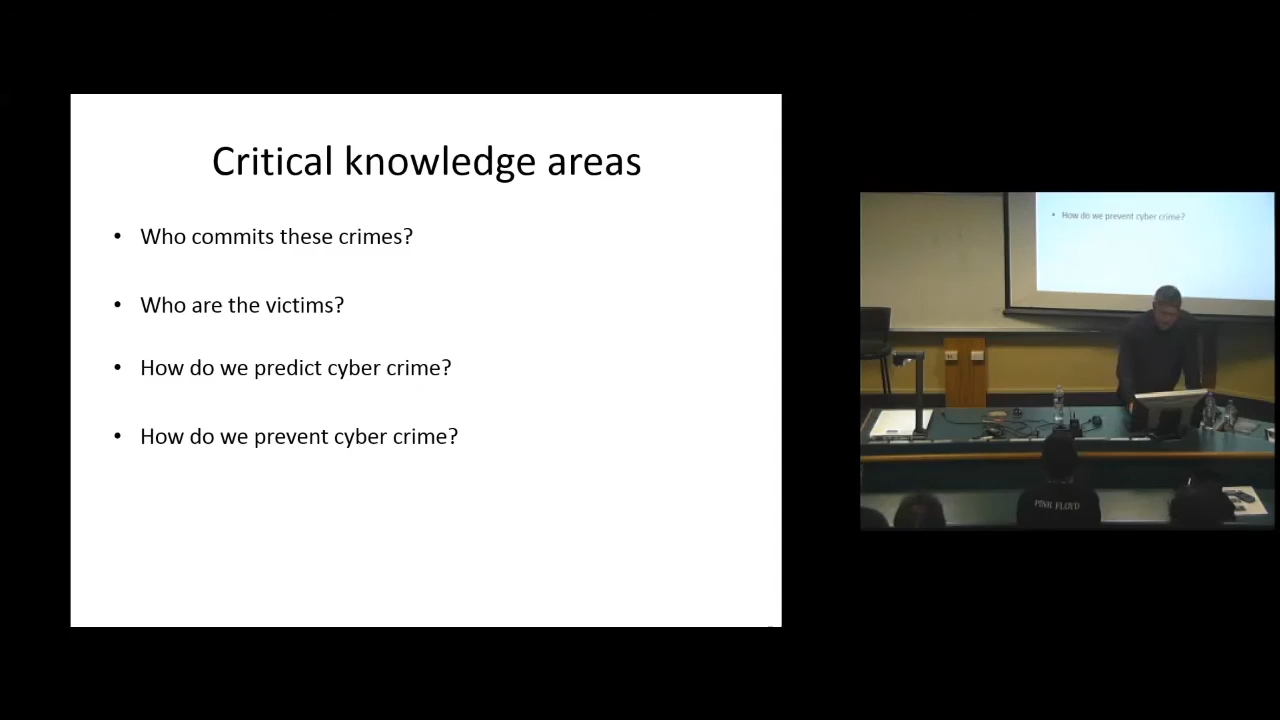 Critical knowledge areas
• Who commits these crimes?
• Who are the victims?
• How do we predict cyber crime?
• How do we prevent cyber crime?
• How do we prevent cyber crime?
PINK FLOYD